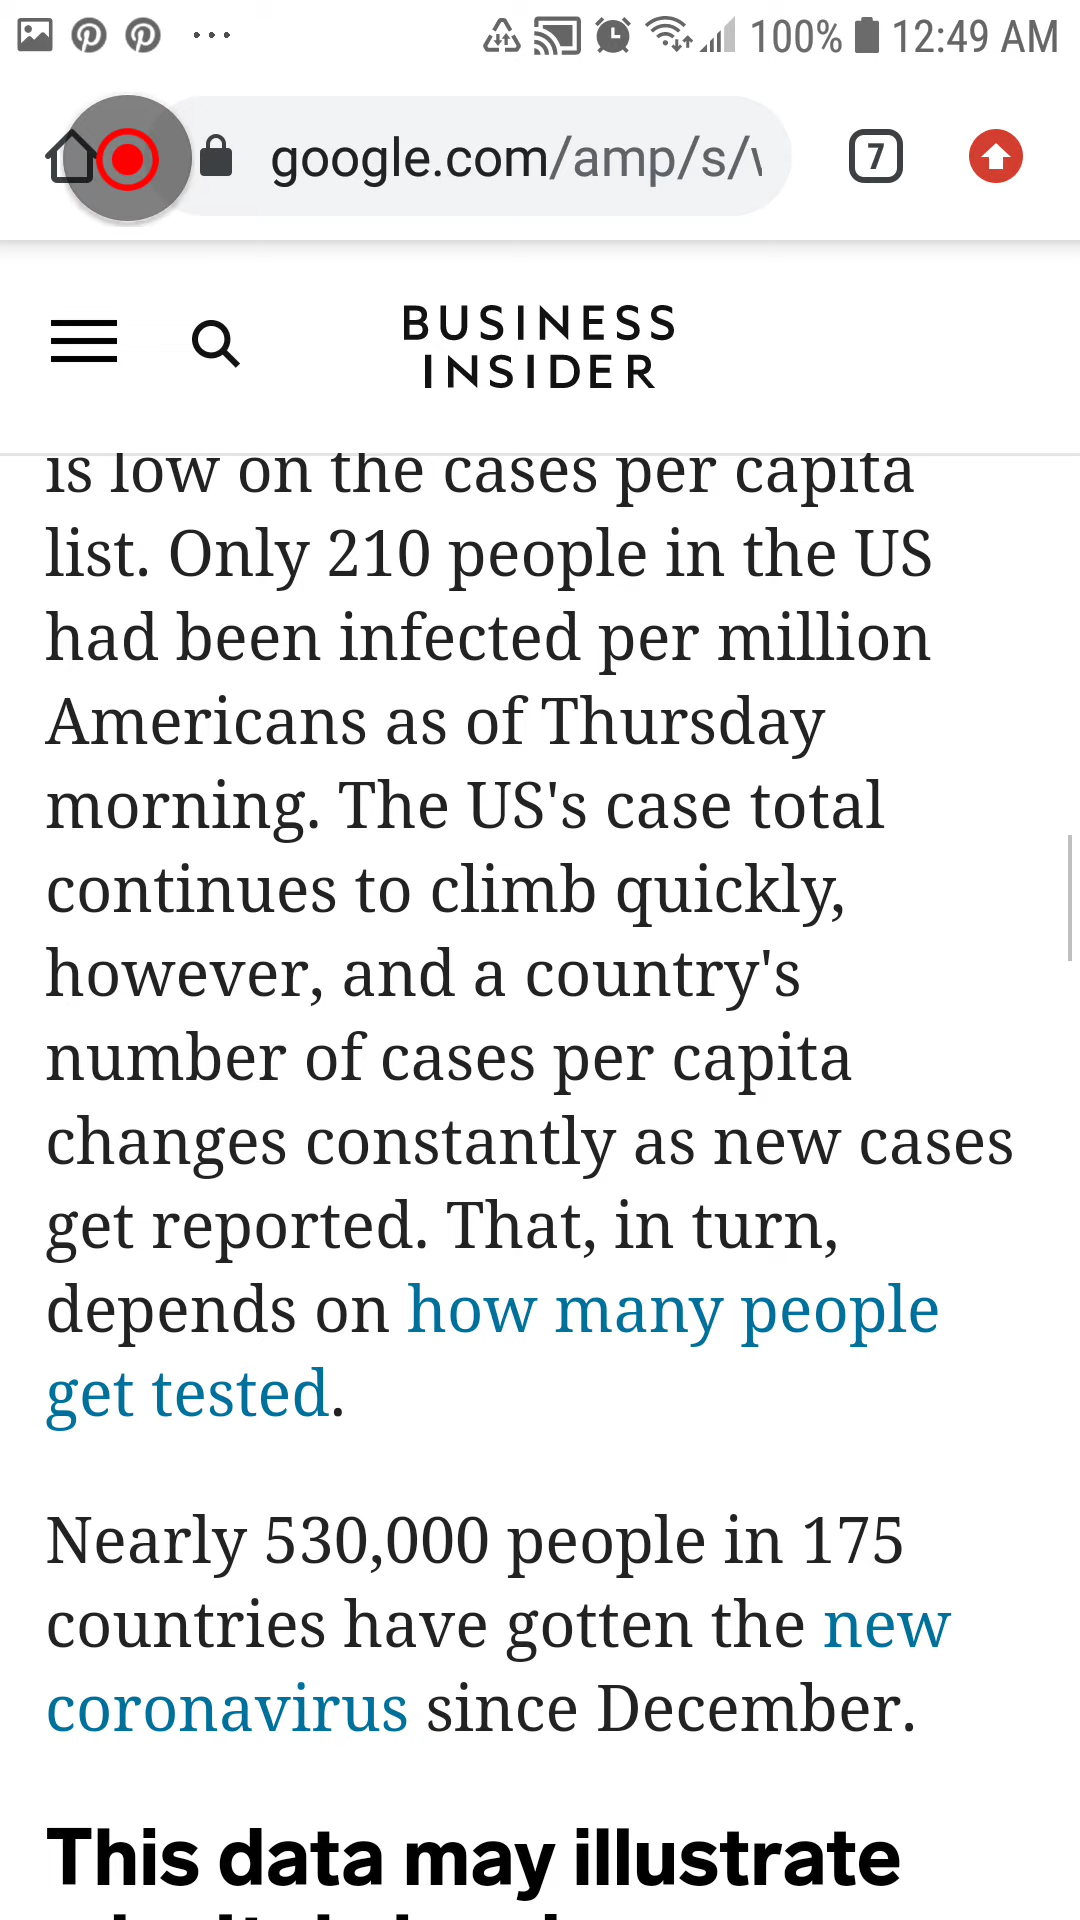 100% 12:49 AM
google.com/amp/s/
7
BUSINESS
INSIDER
is low on the cases per capita
list. Only 210 people in the US
had been infected per million
Americans as of Thursday
morning. The US's case total
continues to climb quickly,
however, and a country's
number of cases per capita
changes constantly as new cases
get reported. That, in turn,
depends on how many people
get tested.
Nearly 530,000 people in 175
countries have gotten the new
coronavirus since December.
This data may illustrate